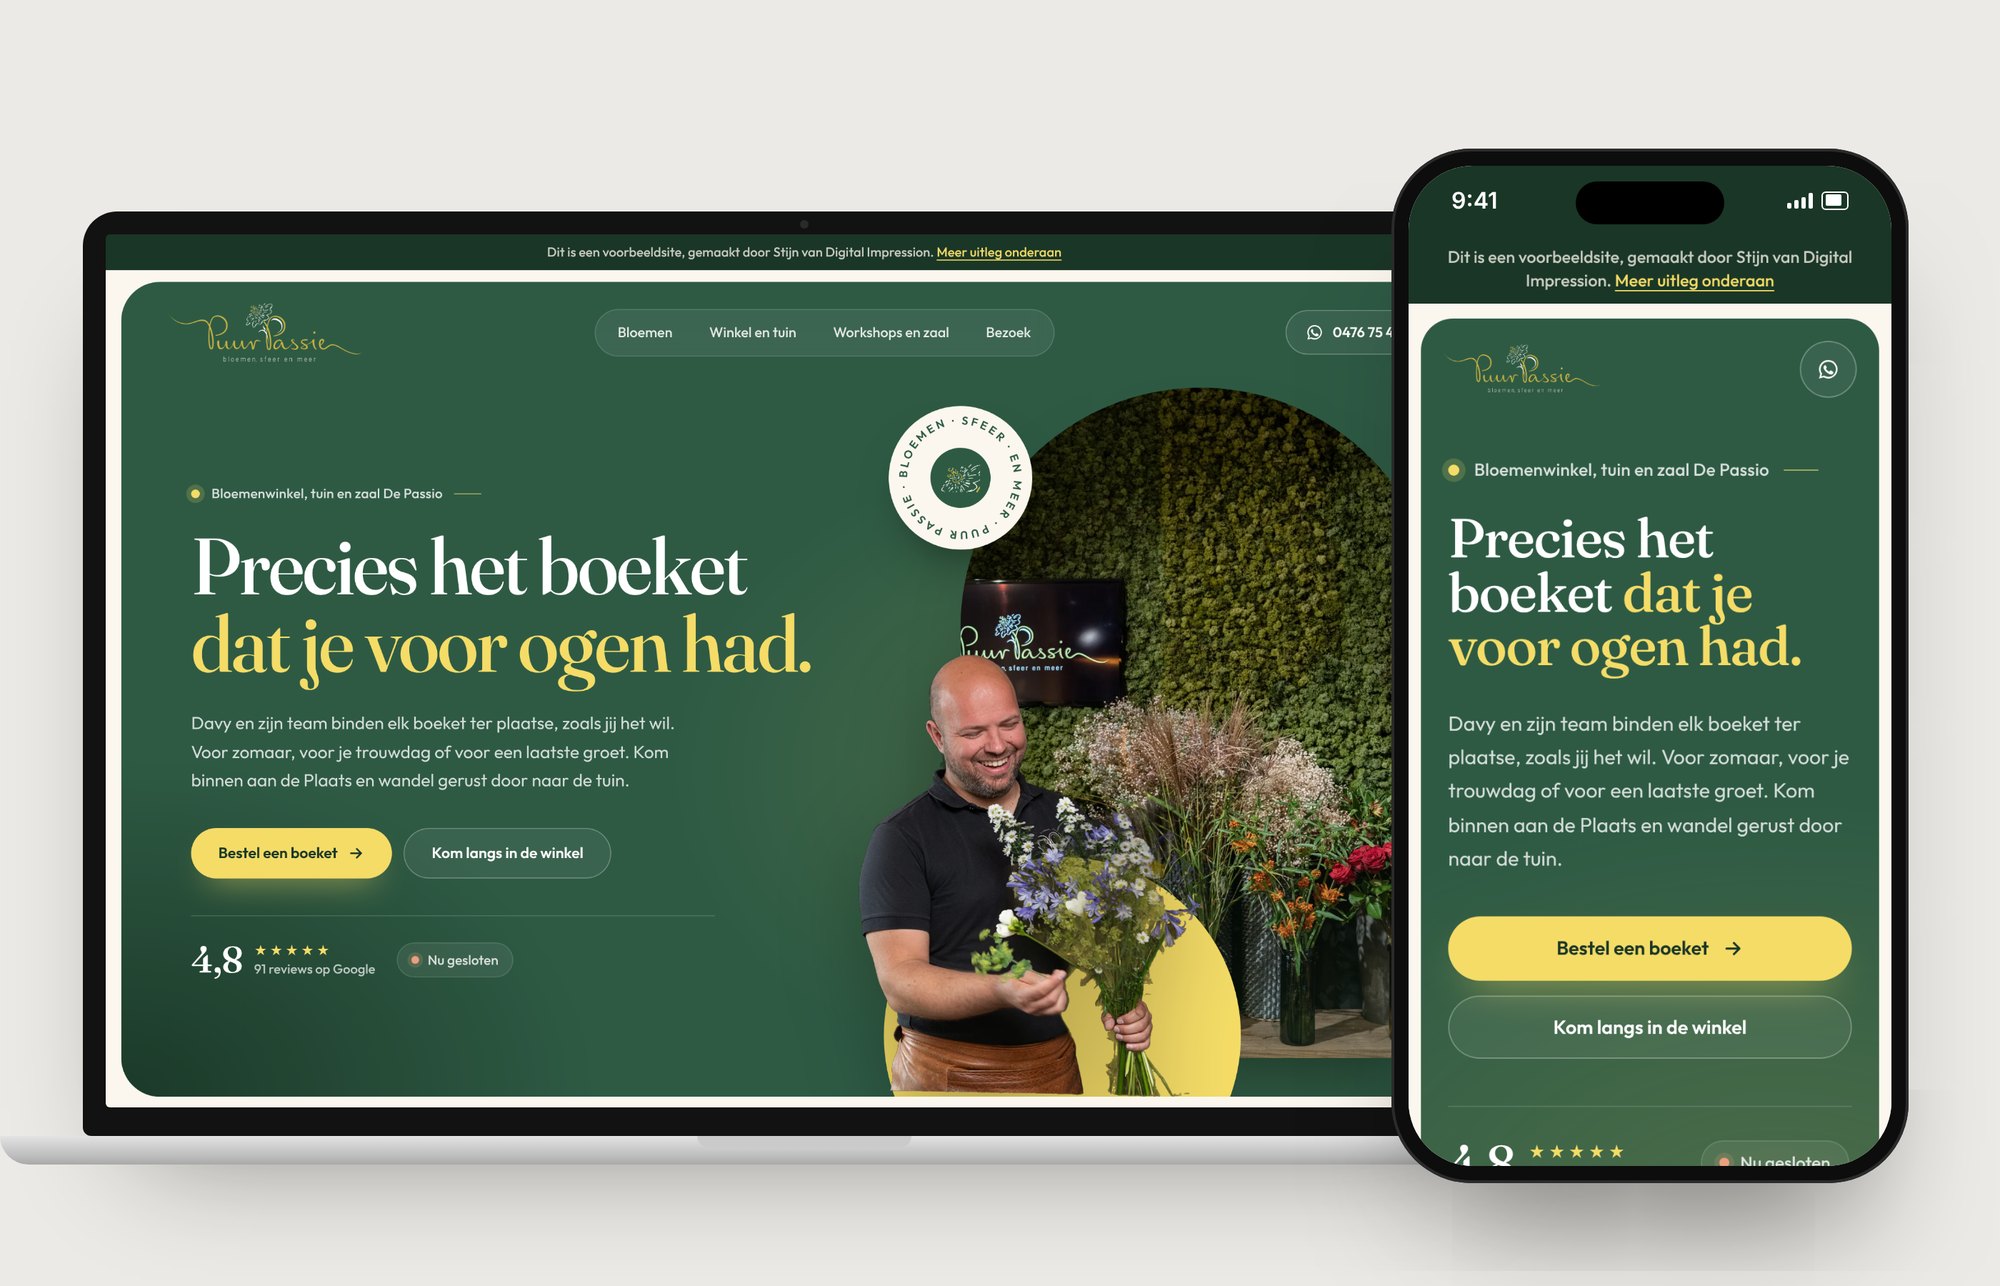 Dit is een voorbeeldsite, gemaakt door Stijn van Digital Impression. Meer uitleg onderaan
Puur Passie
bloemen, sfeer en meer
Bloemen
Winkel en tuin
Workshops en zaal
Bezoek
0476 75 4
BLOEMEN · SFEER · EN MEER · PUUR PASSIE ·
Bloemenwinkel, tuin en zaal De Passio
Precies het boeket
dat je voor ogen had.
Davy en zijn team binden elk boeket ter plaatse, zoals jij het wil.
Voor zomaar, voor je trouwdag of voor een laatste groet. Kom
binnen aan de Plaats en wandel gerust door naar de tuin.
Bestel een boeket →
Kom langs in de winkel
4,8 ★★★★★
91 reviews op Google
Nu gesloten
Puur Passie
sfeer en meer
9:41
Dit is een voorbeeldsite, gemaakt door Stijn van Digital
Impression. Meer uitleg onderaan
Puur Passie
bloemen, sfeer en meer
Bloemenwinkel, tuin en zaal De Passio
Precies het
boeket dat je
voor ogen had.
Davy en zijn team binden elk boeket ter
plaatse, zoals jij het wil. Voor zomaar, voor je
trouwdag of voor een laatste groet. Kom
binnen aan de Plaats en wandel gerust door
naar de tuin.
Bestel een boeket →
Kom langs in de winkel
4,8 ★★★★★
Nu gesloten